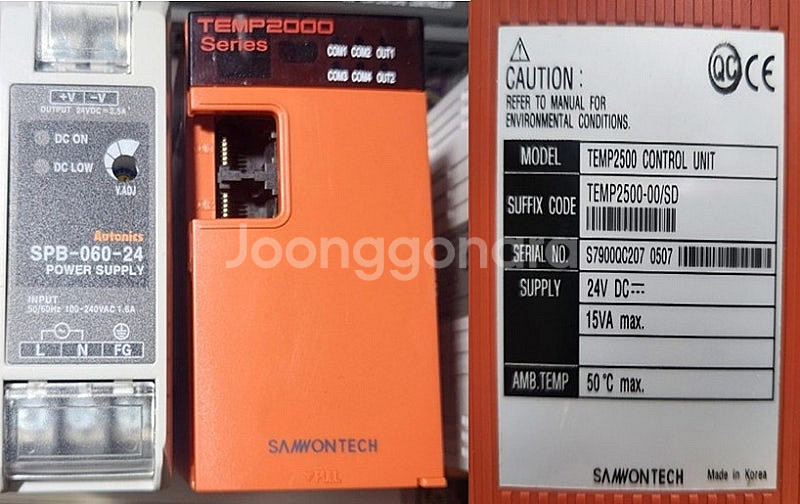 +V -V
OUTPUT 24VDC⎓2.5A
DC ON
DC LOW
V.ADJ
Autonics
SPB-060-24
POWER SUPPLY
INPUT
50/60Hz 100-240VAC 1.6A
L N FG
TEMP2000
Series
COM1 COM2 OUT1
COM3 COM4 OUT2
SAMWONTECH
PULL
Joonggonara
CAUTION :
REFER TO MANUAL FOR
ENVIRONMENTAL CONDITIONS.
QC CE
MODEL TEMP2500 CONTROL UNIT
SUFFIX CODE TEMP2500-00/SD
SERIAL NO. S7900QC207 0507
SUPPLY 24V DC⎓
15VA max.
AMB.TEMP 50°C max.
SAMWONTECH Made in Korea